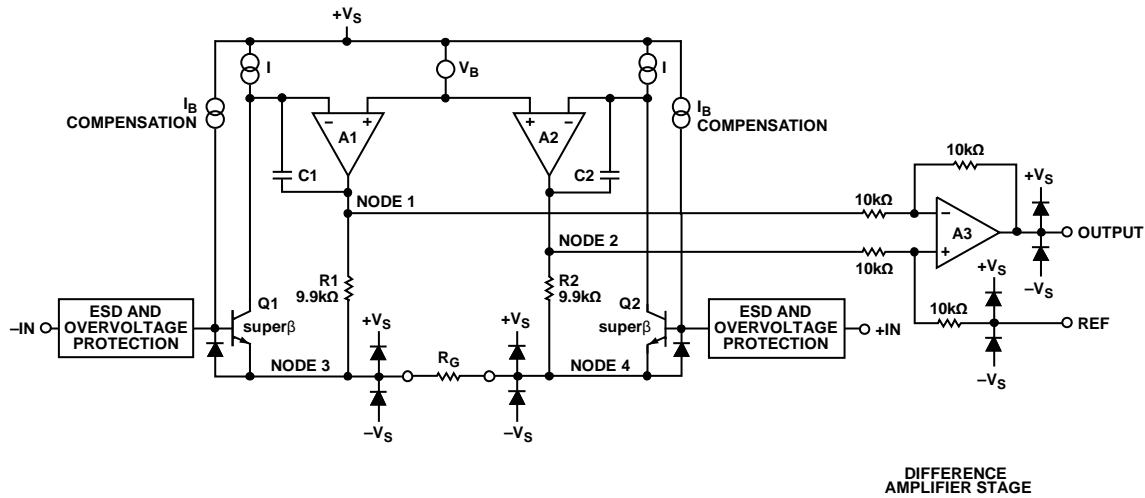 +VS
I
VB
I
IB
COMPENSATION
IB
COMPENSATION
−
+
A1
+
−
A2
C1
C2
NODE 1
NODE 2
10kΩ
10kΩ
10kΩ
−
+
A3
+VS
−VS
OUTPUT
R1
9.9kΩ
R2
9.9kΩ
10kΩ
+VS
−VS
REF
−IN
ESD AND
OVERVOLTAGE
PROTECTION
Q1
superβ
Q2
superβ
ESD AND
OVERVOLTAGE
PROTECTION
+IN
NODE 3
+VS
−VS
RG
+VS
−VS
NODE 4
DIFFERENCE
AMPLIFIER STAGE